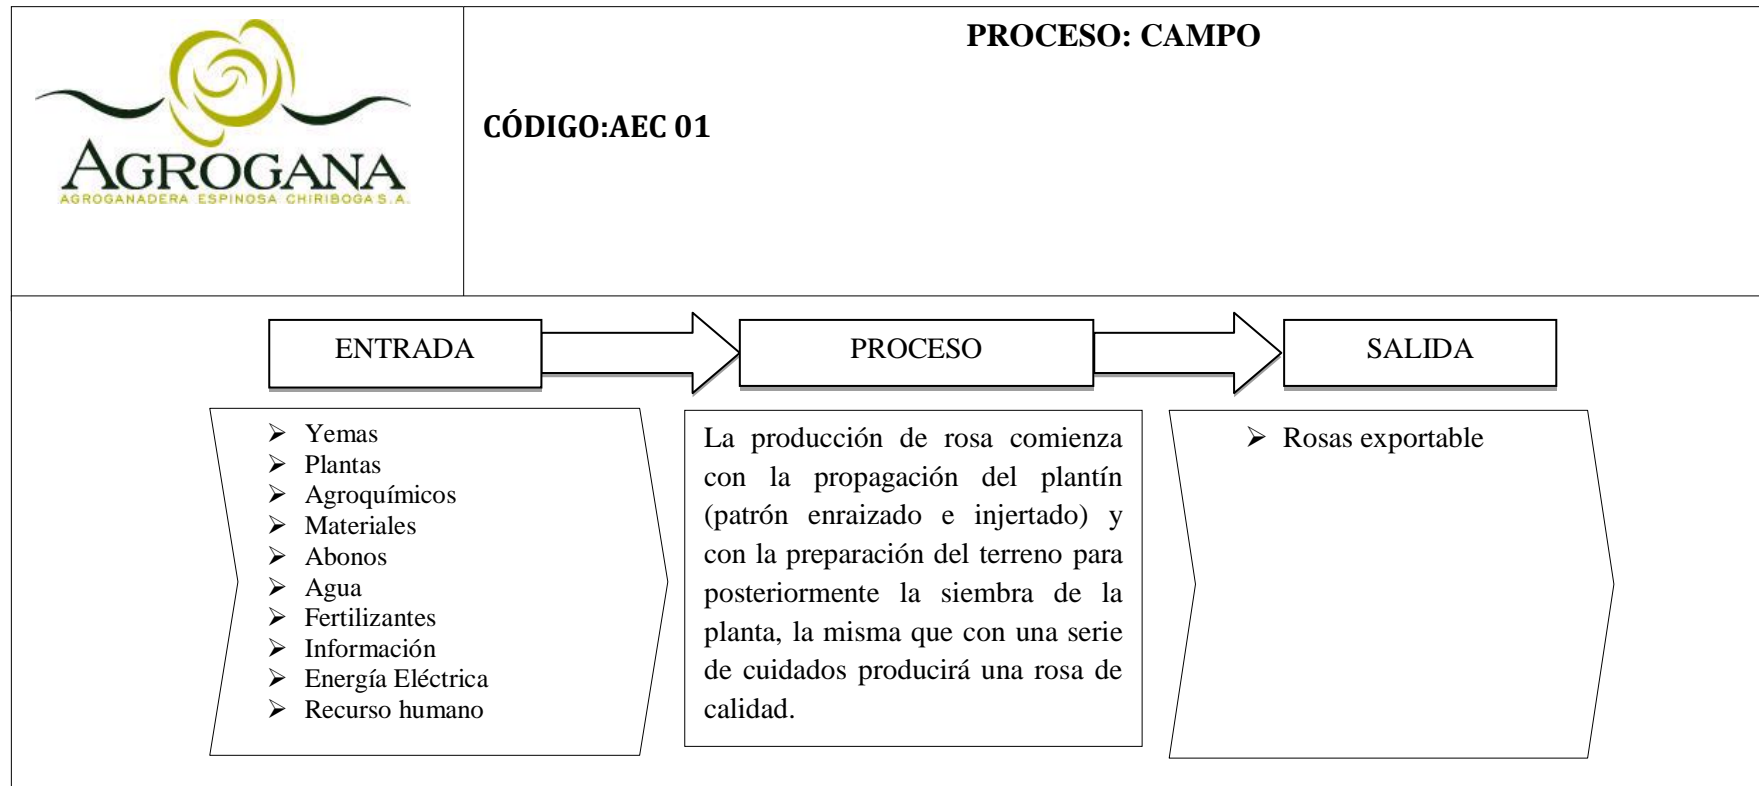 AGROGANA
AGROGANADERA ESPINOSA CHIRIBOGA S.A.
PROCESO: CAMPO
CÓDIGO:AEC 01
ENTRADA
PROCESO
SALIDA
Yemas
Plantas
Agroquímicos
Materiales
Abonos
Agua
Fertilizantes
Información
Energía Eléctrica
Recurso humano
La producción de rosa comienza
con la propagación del plantín
(patrón enraizado e injertado) y
con la preparación del terreno para
posteriormente la siembra de la
planta, la misma que con una serie
de cuidados producirá una rosa de
calidad.
Rosas exportable